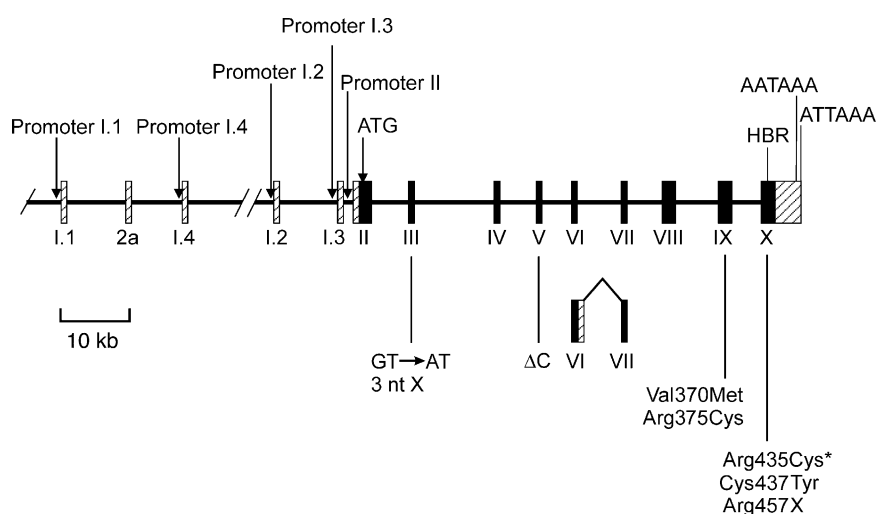 Promoter I.3
Promoter I.2
Promoter II
AATAAA
ATTAAA
Promoter I.1
Promoter I.4
ATG
HBR
I.1
2a
I.4
I.2
I.3
II
III
IV
V
VI
VII
VIII
IX
X
10 kb
GT→AT
3 nt X
ΔC
VI
VII
Val370Met
Arg375Cys
Arg435Cys*
Cys437Tyr
Arg457X